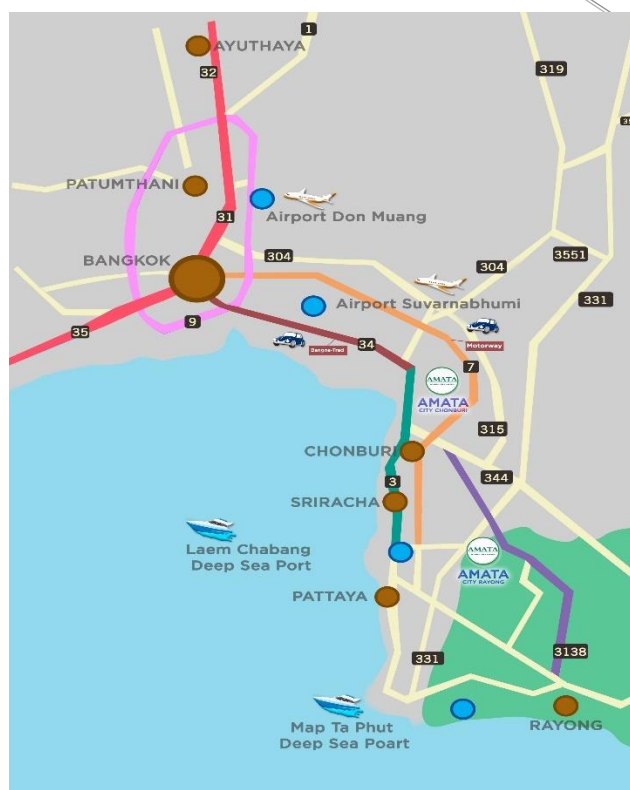 AYUTHAYA
1
32
319
PATUMTHANI
31
Airport Don Muang
BANGKOK
304
3551
304
331
Airport Suvarnabhumi
9
35
34
Motorway
7
AMATA
AMATA
CITY CHONBURI
315
CHONBURI
344
3
SRIRACHA
Laem Chabang
Deep Sea Port
AMATA
AMATA
CITY RAYONG
PATTAYA
331
3138
Map Ta Phut
Deep Sea Poart
RAYONG